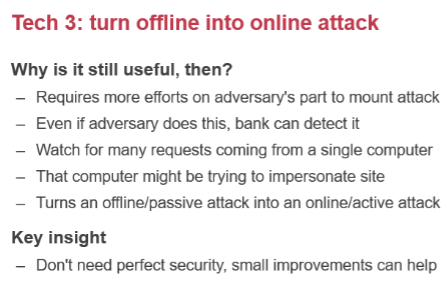 Tech 3: turn offline into online attack
Why is it still useful, then?
– Requires more efforts on adversary's part to mount attack
– Even if adversary does this, bank can detect it
– Watch for many requests coming from a single computer
– That computer might be trying to impersonate site
– Turns an offline/passive attack into an online/active attack
Key insight
– Don't need perfect security, small improvements can help